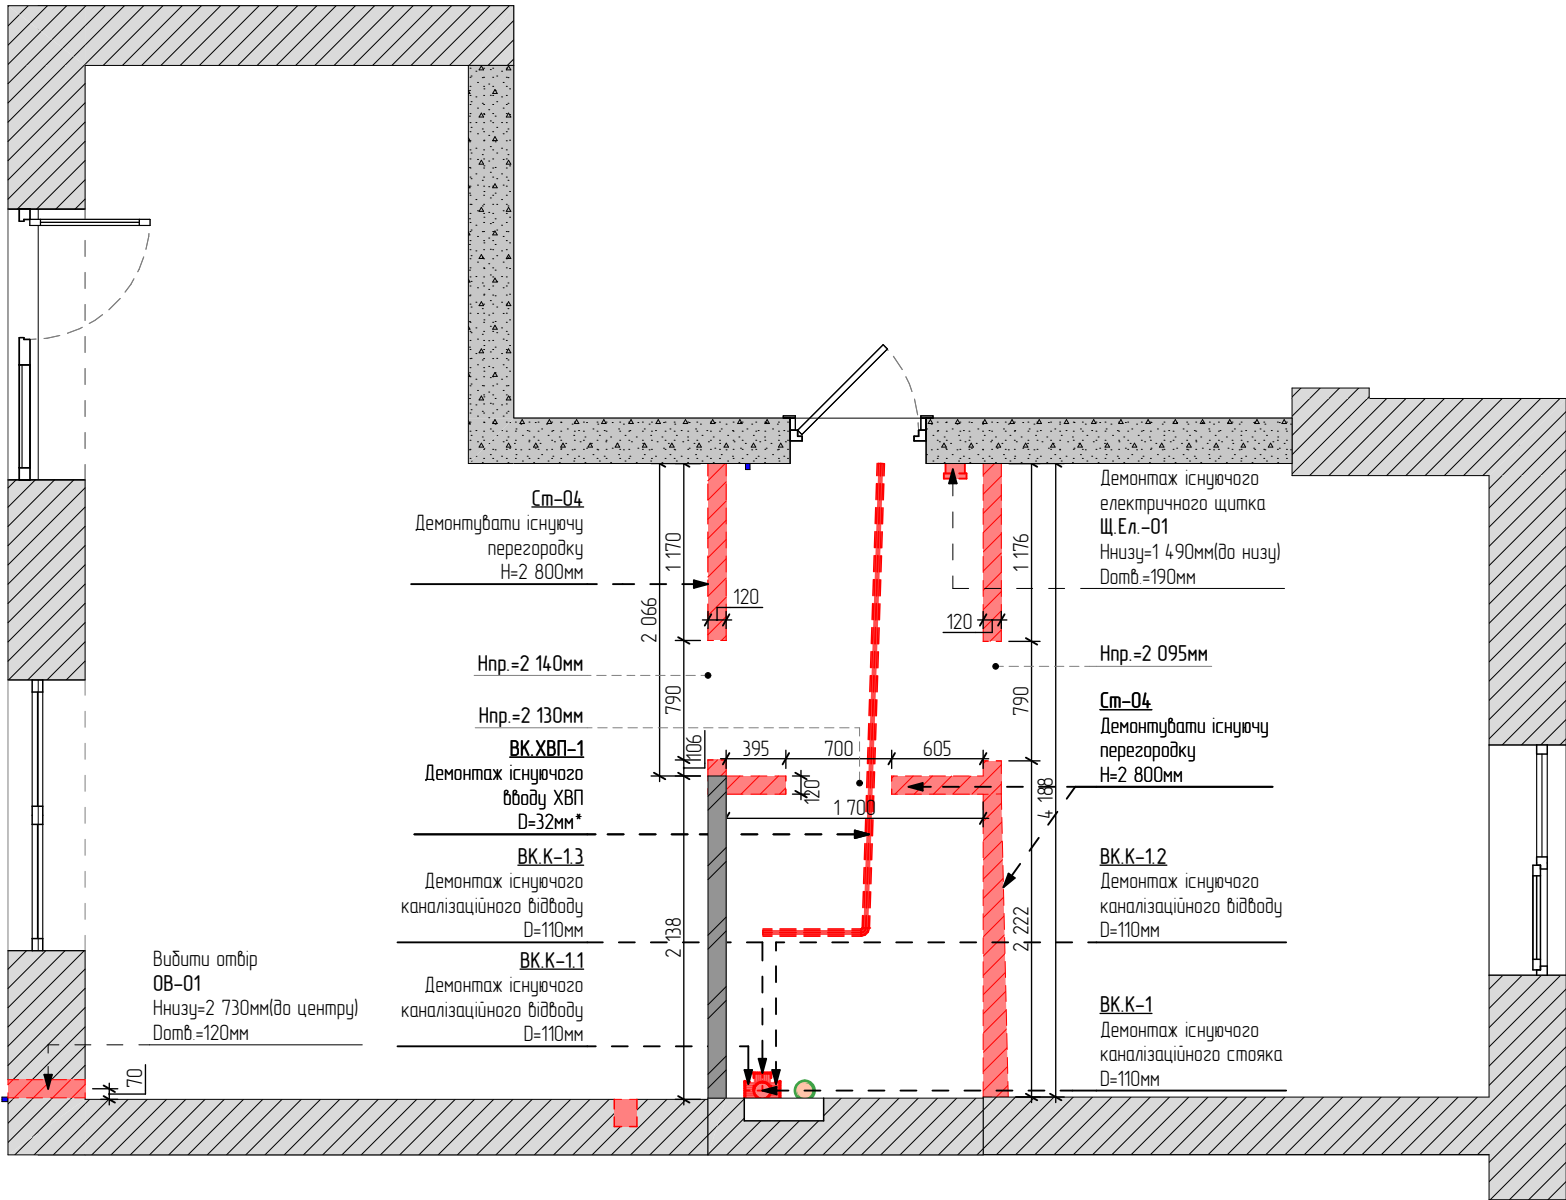 Ст-04
Демонтувати існуючу
перегородку
Н=2 800мм
Hпр.=2 140мм
Hпр.=2 130мм
ВК.ХВП-1
Демонтаж існуючого
вводу ХВП
D=32мм*
ВК.К-1.3
Демонтаж існуючого
каналізаційного відводу
D=110мм
ВК.К-1.1
Демонтаж існуючого
каналізаційного відводу
D=110мм
Вибити отвір
ОВ-01
Ннизу=2 730мм(до центру)
Dотв.=120мм
70
2 066
1 170
790
106
2 138
120
395
700
605
120
1 700
120
1 176
790
4 188
2 222
Демонтаж існуючого
електричного щитка
Щ.Ел.-01
Ннизу=1 490мм(до низу)
Dотв.=190мм
Hпр.=2 095мм
Ст-04
Демонтувати існуючу
перегородку
Н=2 800мм
ВК.К-1.2
Демонтаж існуючого
каналізаційного відводу
D=110мм
ВК.К-1
Демонтаж існуючого
каналізаційного стояка
D=110мм